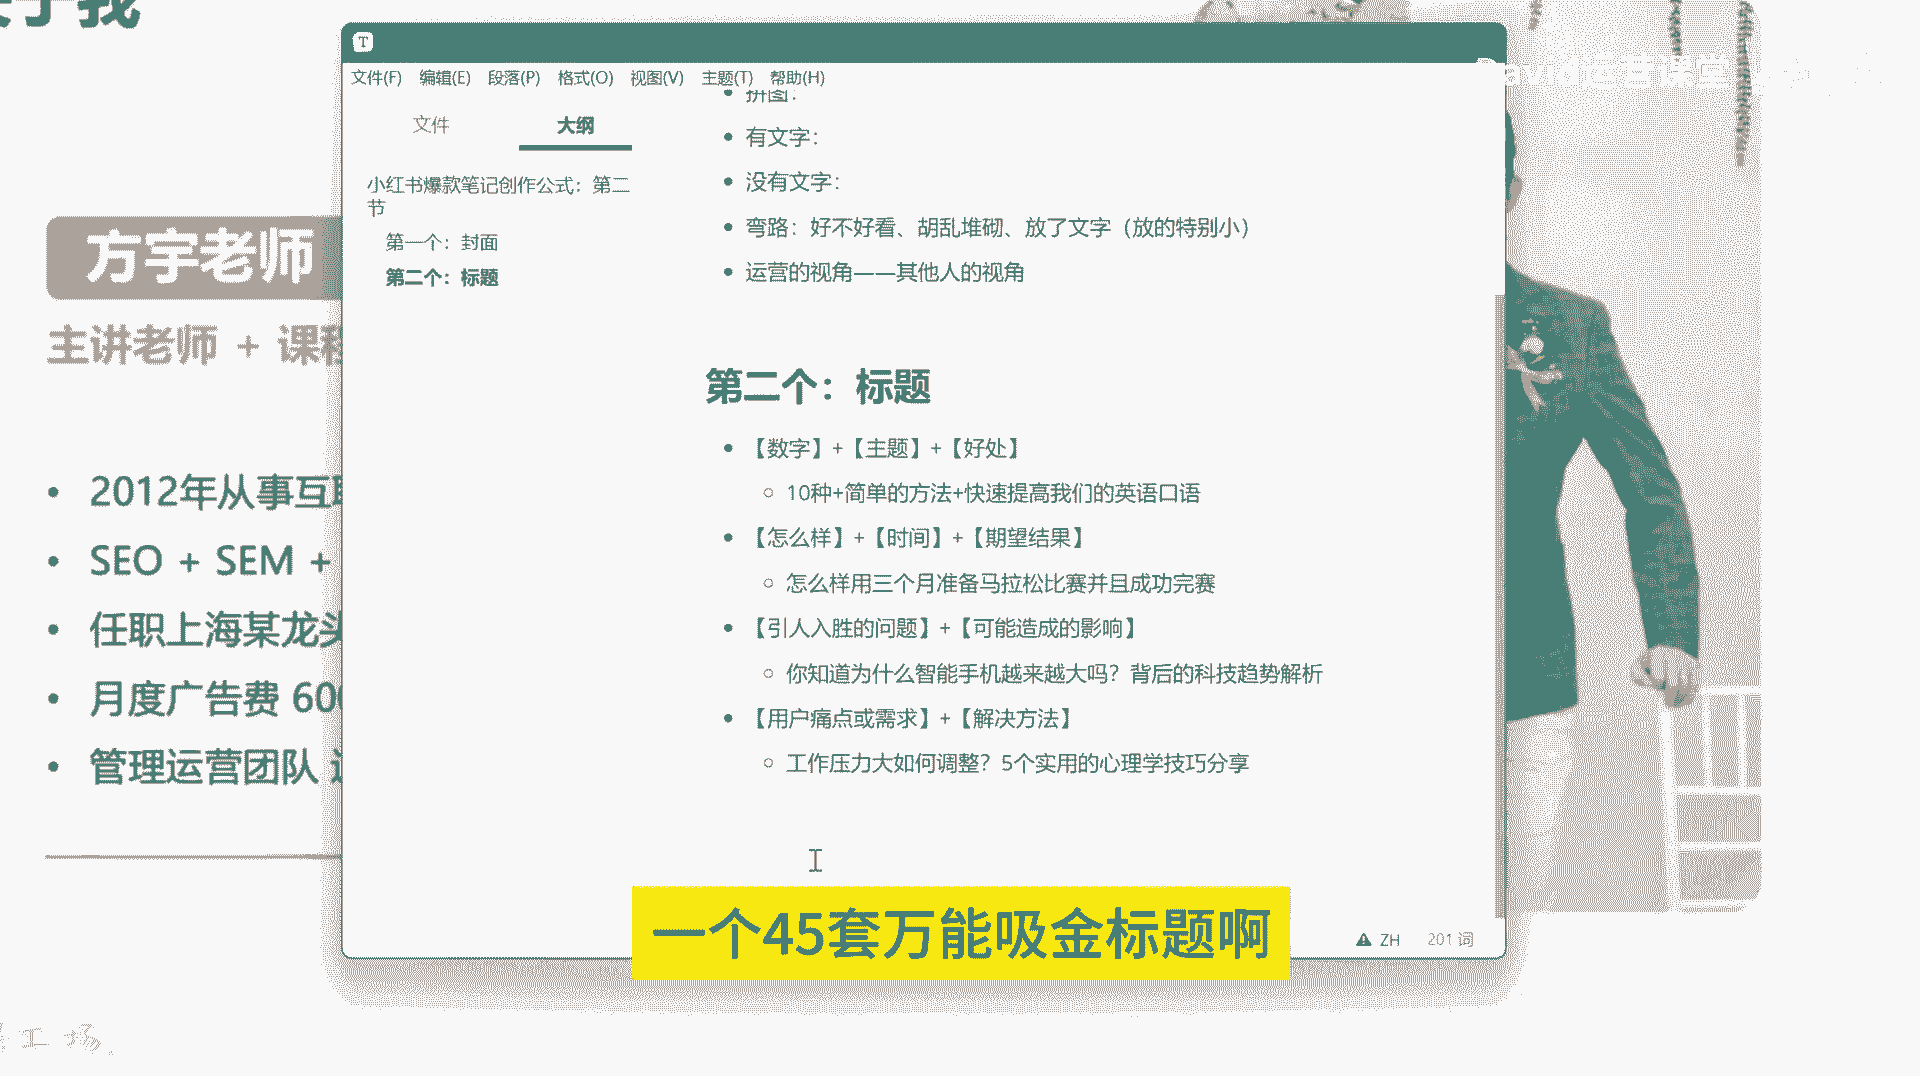 文件(F) 编辑(E) 段落(P) 格式(O) 视图(V) 主题(T) 帮助(H)
文件 大纲
小红书爆款笔记创作公式：第二
节
第一个：封面
第二个：标题
拼图：
有文字：
没有文字：
弯路：好不好看、胡乱堆砌、放了文字（放的特别小）
运营的视角——其他人的视角
第二个：标题
【数字】+【主题】+【好处】
10种+简单的方法+快速提高我们的英语口语
【怎么样】+【时间】+【期望结果】
怎么样用三个月准备马拉松比赛并且成功完赛
【引人入胜的问题】+【可能造成的影响】
你知道为什么智能手机越来越大吗？背后的科技趋势解析
【用户痛点或需求】+【解决方法】
工作压力大如何调整？5个实用的心理学技巧分享
ZH 201 词
方宇老师
主讲老师 + 课程
2012年从事互联
SEO + SEM +
任职上海某龙头
月度广告费 600
管理运营团队
David运营课堂
一个45套万能吸金标题啊